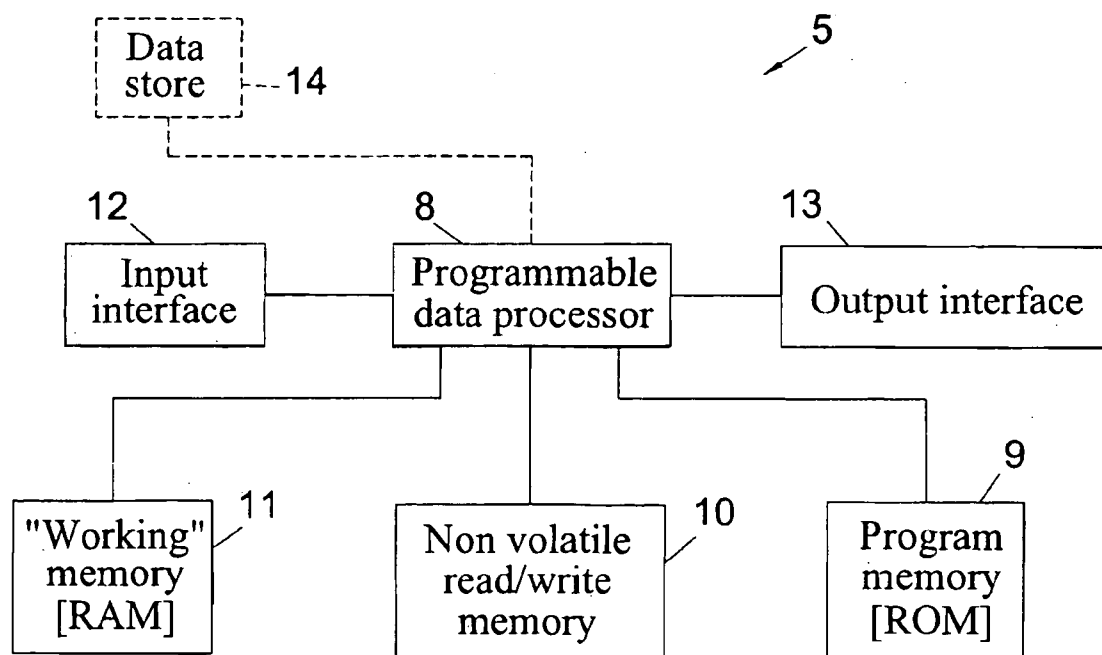 Data
store
14
5
12
Input
interface
8
Programmable
data processor
13
Output interface
"Working"
memory
[RAM]
11
Non volatile
read/write
memory
10
9
Program
memory
[ROM]